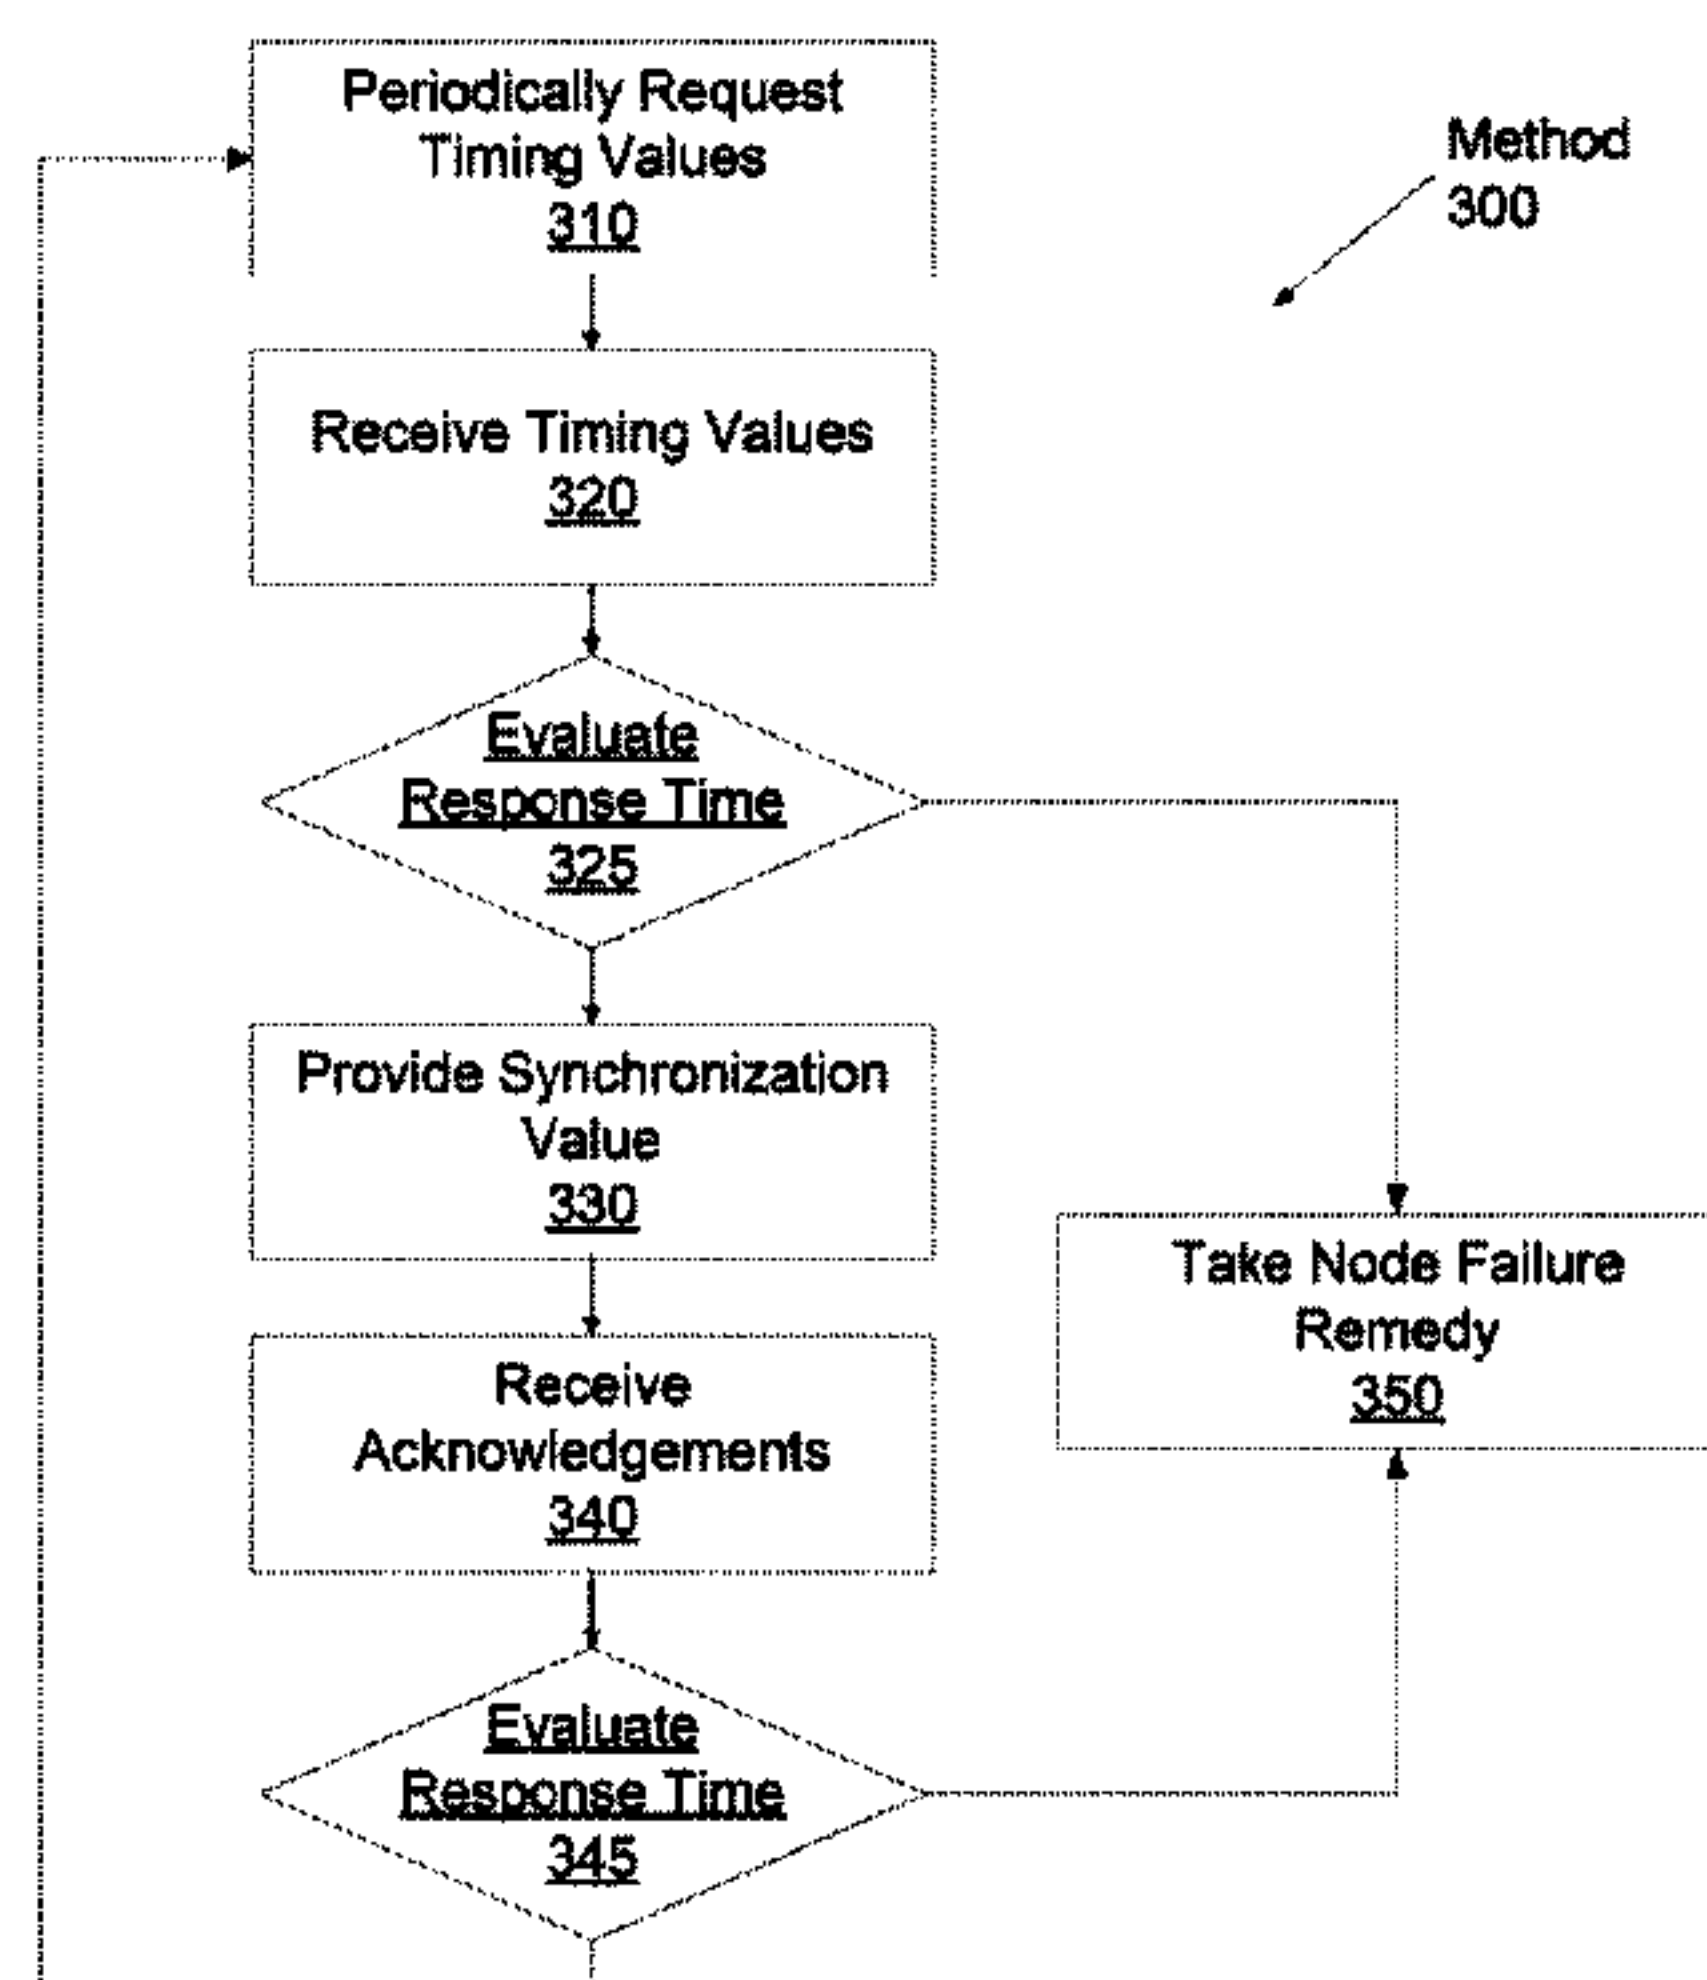 Periodically Request
Timing Values
310
Method
300
Receive Timing Values
320
Evaluate
Response Time
325
Provide Synchronization
Value
330
Take Node Failure
Remedy
350
Receive
Acknowledgements
340
Evaluate
Response Time
345